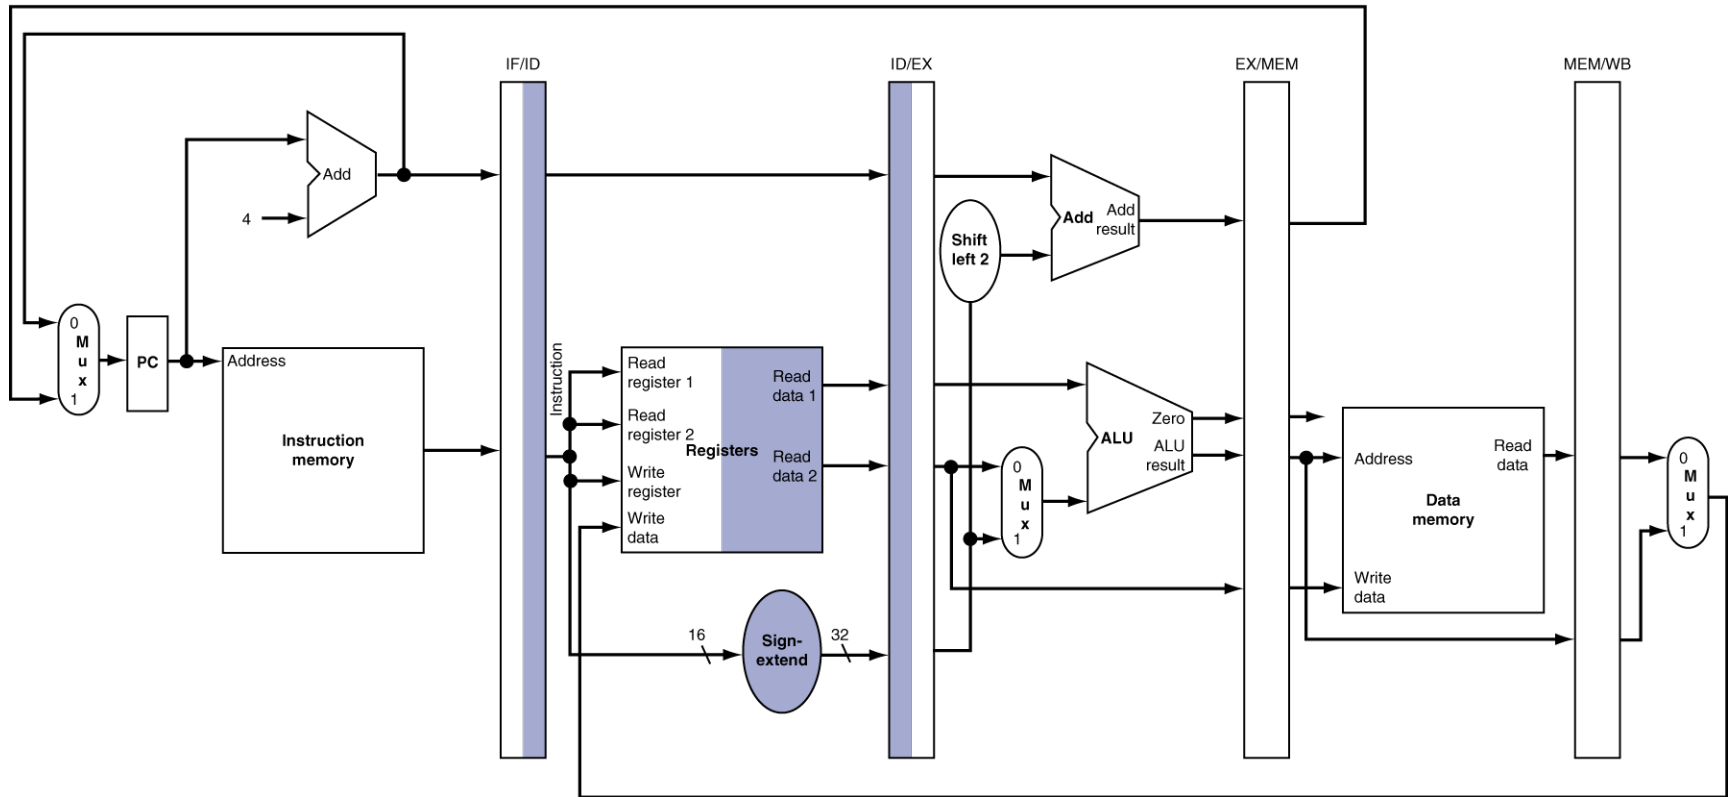 IF/ID
ID/EX
EX/MEM
MEM/WB
Add
4
Shift
left 2
Add
Add
result
0
M
u
x
1
PC
Address
Instruction
memory
Instruction
Read
register 1
Read
register 2
Write
register
Write
data
Registers
Read
data 1
Read
data 2
16
Sign-
extend
32
0
M
u
x
1
Zero
ALU
ALU
result
Address
Read
data
Data
memory
Write
data
0
M
u
x
1